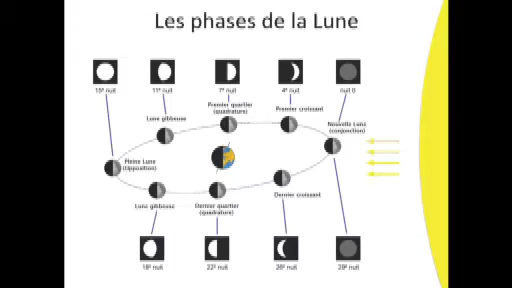 Les phases de la Lune
15e nuit
11e nuit
7e nuit
4e nuit
nuit 0
Premier quartier
(quadrature)
Premier croissant
Lune gibbeuse
Nouvelle Lune
(conjonction)
Pleine Lune
(opposition)
Lune gibbeuse
Dernier quartier
(quadrature)
Dernier croissant
18e nuit
22e nuit
26e nuit
29e nuit